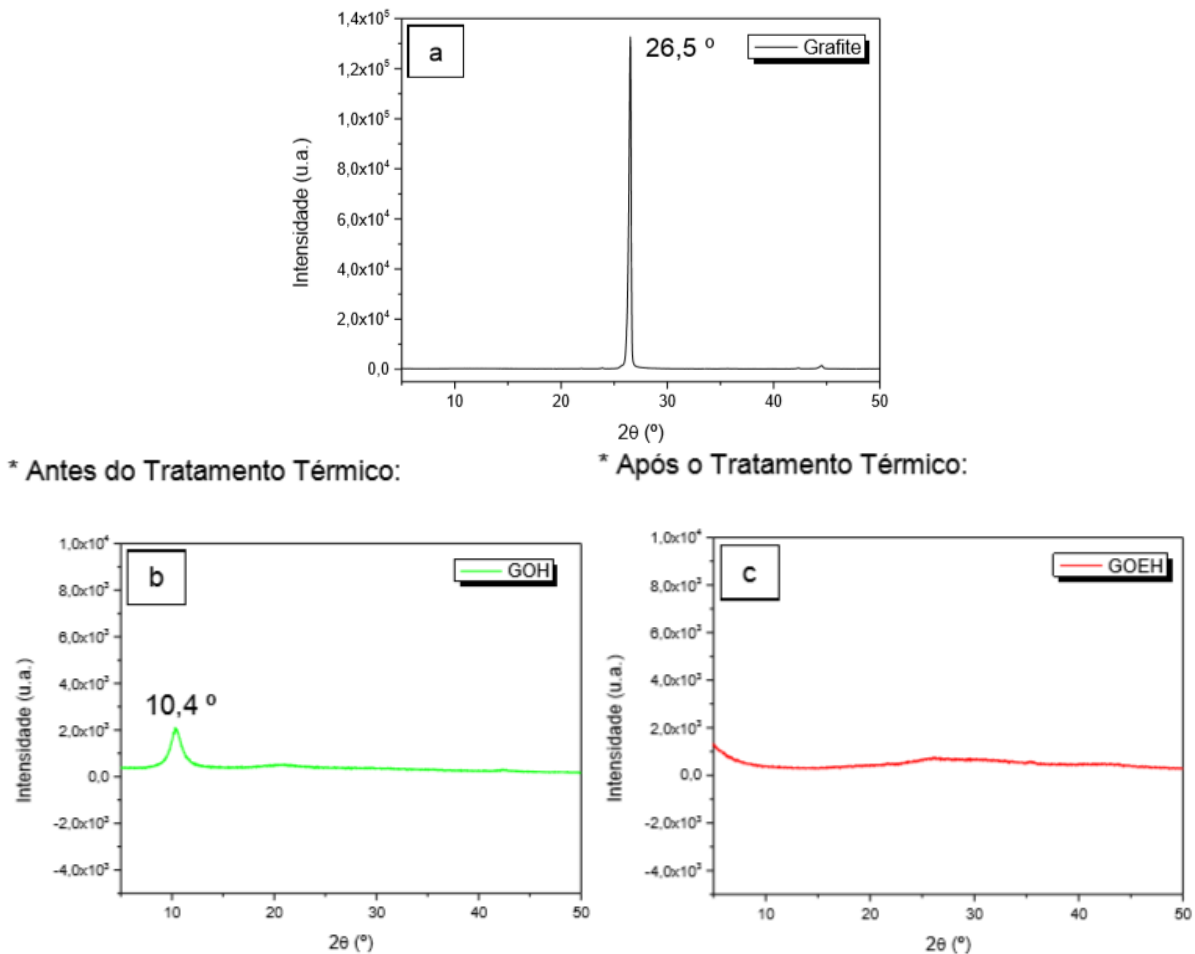 1,4x10⁵
a
26,5 º
Grafite
1,2x10⁵
1,0x10⁵
8,0x10⁴
6,0x10⁴
4,0x10⁴
2,0x10⁴
0,0
Intensidade (u.a.)
10 20 30 40 50
2θ (º)
* Antes do Tratamento Térmico:
* Após o Tratamento Térmico:
1,0x10⁴
b
GOH
8,0x10³
6,0x10³
4,0x10³
10,4 º
2,0x10³
0,0
-2,0x10³
-4,0x10³
Intensidade (u.a.)
10 20 30 40 50
2θ (º)
1,0x10⁴
c
GOEH
8,0x10³
6,0x10³
4,0x10³
2,0x10³
0,0
-2,0x10³
-4,0x10³
Intensidade (u.a.)
10 20 30 40 50
2θ (º)